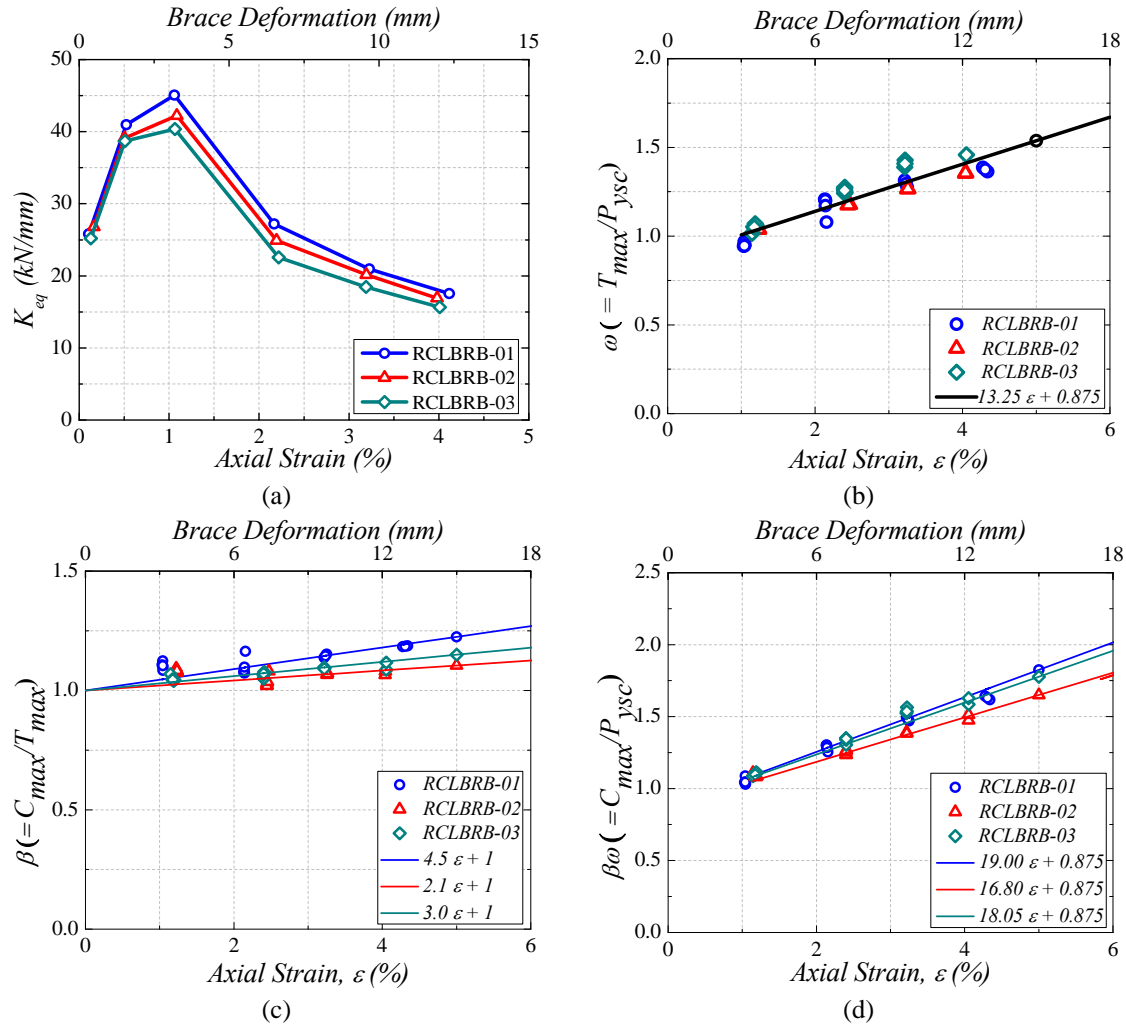 Brace Deformation (mm)
0 5 10 15
50
40
30
20
10
0
K_eq (kN/mm)
RCLBRB-01
RCLBRB-02
RCLBRB-03
0 1 2 3 4 5
Axial Strain (%)
(a)
Brace Deformation (mm)
0 6 12 18
2.0
1.5
1.0
0.5
0.0
ω (= T_max/P_ysc)
RCLBRB-01
RCLBRB-02
RCLBRB-03
13.25 ε + 0.875
2 4 6
Axial Strain, ε (%)
(b)
Brace Deformation (mm)
0 6 12 18
1.5
1.0
0.5
0.0
β (=C_max/T_max)
RCLBRB-01
RCLBRB-02
RCLBRB-03
4.5 ε + 1
2.1 ε + 1
3.0 ε + 1
0 2 4 6
Axial Strain, ε (%)
(c)
Brace Deformation (mm)
0 6 12 18
2.5
2.0
1.5
1.0
0.5
0.0
βω (=C_max/P_ysc)
RCLBRB-01
RCLBRB-02
RCLBRB-03
19.00 ε + 0.875
16.80 ε + 0.875
18.05 ε + 0.875
2 4 6
Axial Strain, ε (%)
(d)